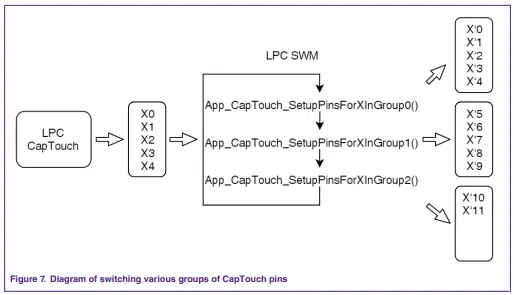 LPC SWM
LPC
CapTouch
X0
X1
X2
X3
X4
App_CapTouch_SetupPinsForXInGroup0()
App_CapTouch_SetupPinsForXInGroup1()
App_CapTouch_SetupPinsForXInGroup2()
X'0
X'1
X'2
X'3
X'4
X'5
X'6
X'7
X'8
X'9
X'10
X'11
Figure 7. Diagram of switching various groups of CapTouch pins